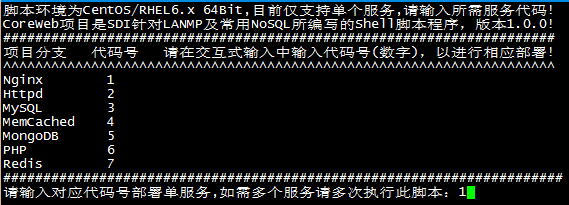 脚本环境为CentOS/RHEL6.x 64Bit,目前仅支持单个服务,请输入所需服务代码!
CoreWeb项目是SDI针对LANMP及常用NoSQL所编写的Shell脚本程序, 版本1.0.0!
######################################################################
项目分支 代码号 请在交互式输入中输入代码号(数字), 以进行相应部署!
^^^^^^^^^^^^^^^^^^^^^^^^^^^^^^^^^^^^^^^^^^^^^^^^^^^^^^^^^^^^^^^^^^^^^
Nginx 1
Httpd 2
MySQL 3
MemCached 4
MongoDB 5
PHP 6
Redis 7
######################################################################
请输入对应代码号部署单服务,如需多个服务请多次执行此脚本: 1